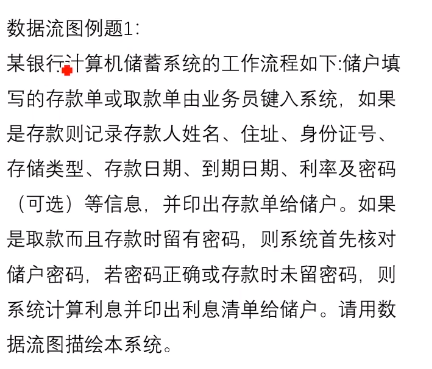 数据流图例题1：
某银行计算机储蓄系统的工作流程如下:储户填
写的存款单或取款单由业务员键入系统，如果
是存款则记录存款人姓名、住址、身份证号、
存储类型、存款日期、到期日期、利率及密码
（可选）等信息，并印出存款单给储户。如果
是取款而且存款时留有密码，则系统首先核对
储户密码，若密码正确或存款时未留密码，则
系统计算利息并印出利息清单给储户。请用数
据流图描绘本系统。